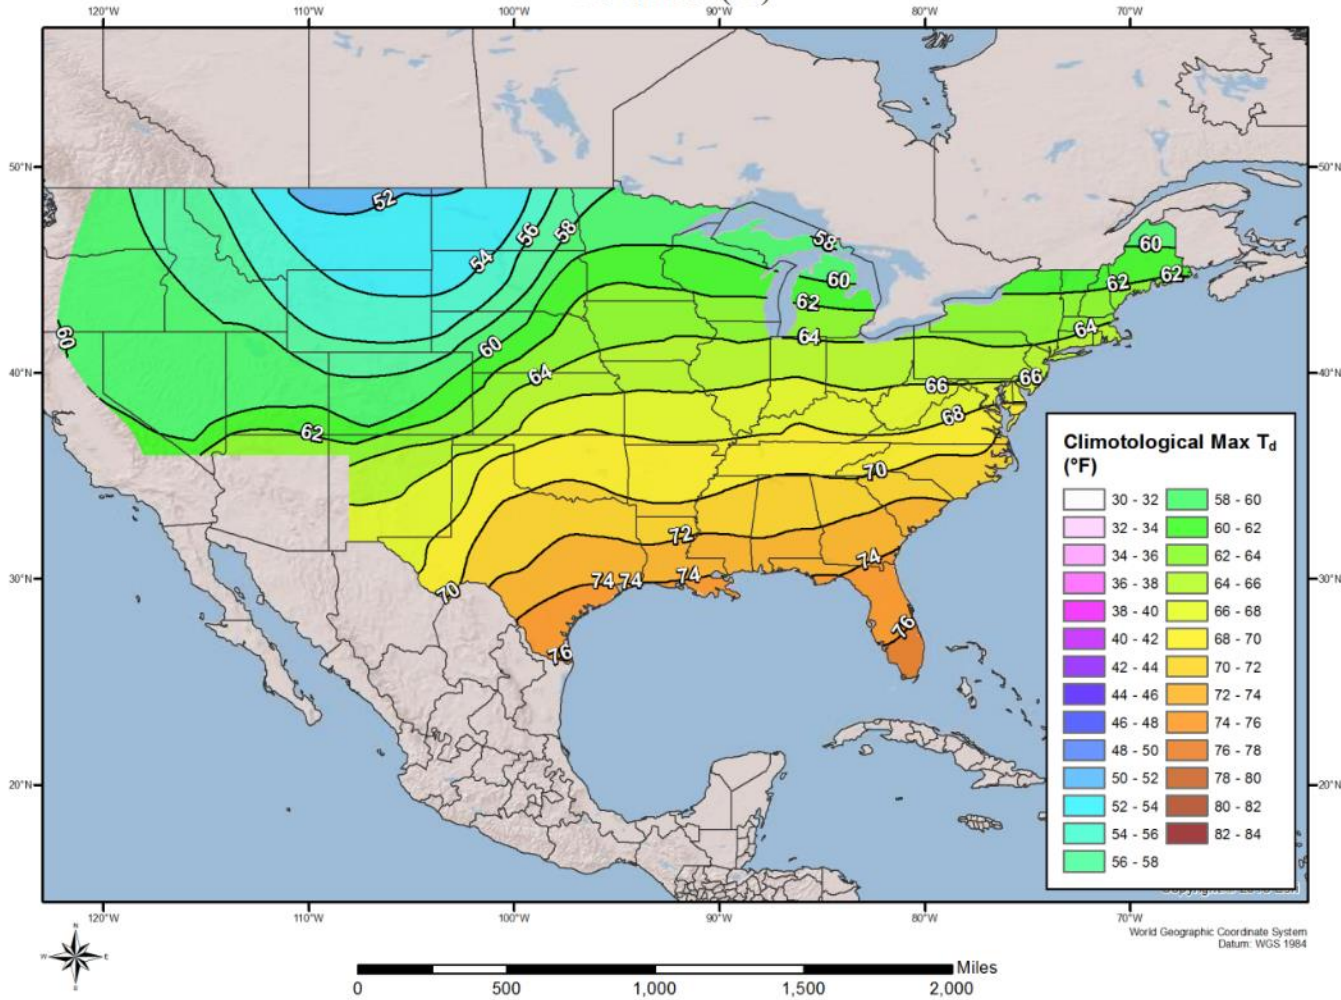 120°W 110°W 100°W 90°W 80°W 70°W
50°N 50°N
52
54 56 58 58
60 60
62 62
60 62
64 64
60
60 64
40°N 66 66 40°N
62
68
70
72
74
30°N 74 74 74 30°N
70
76
76
20°N 20°N
Climotological Max Td
(°F)
30 - 32 58 - 60
32 - 34 60 - 62
34 - 36 62 - 64
36 - 38 64 - 66
38 - 40 66 - 68
40 - 42 68 - 70
42 - 44 70 - 72
44 - 46 72 - 74
46 - 48 74 - 76
48 - 50 76 - 78
50 - 52 78 - 80
52 - 54 80 - 82
54 - 56 82 - 84
56 - 58
120°W 110°W 100°W 90°W 80°W 70°W
World Geographic Coordinate System
Datum: WGS 1984
N
W E
S
Miles
0 500 1,000 1,500 2,000